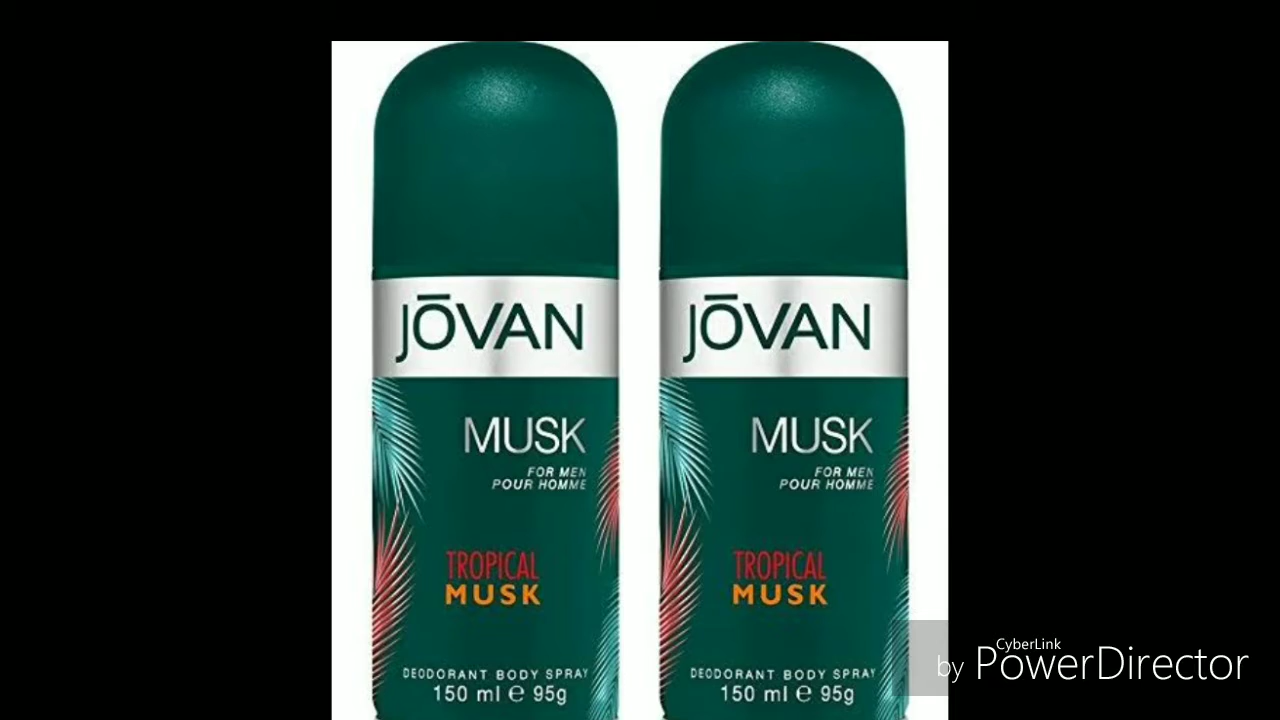 JŌVAN
MUSK
FOR MEN
POUR HOMME
TROPICAL
MUSK
DEODORANT BODY SPRAY
150 ml ℮ 95g
JŌVAN
MUSK
FOR MEN
POUR HOMME
TROPICAL
MUSK
DEODORANT BODY SPRAY
150 ml ℮ 95g
CyberLink
by PowerDirector